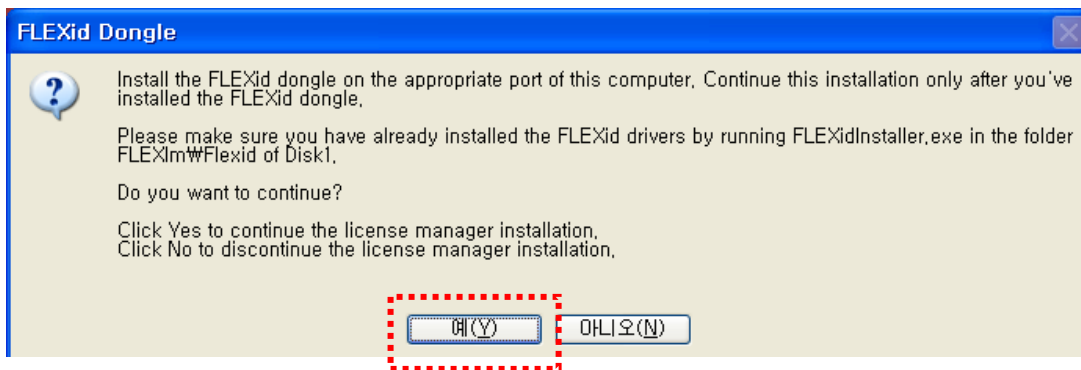 FLEXid Dongle
Install the FLEXid dongle on the appropriate port of this computer, Continue this installation only after you've
installed the FLEXid dongle,
Please make sure you have already installed the FLEXid drivers by running FLEXidInstaller,exe in the folder
FLEXlm₩Flexid of Disk1,
Do you want to continue?
Click Yes to continue the license manager installation,
Click No to discontinue the license manager installation,
예(Y) 아니오(N)